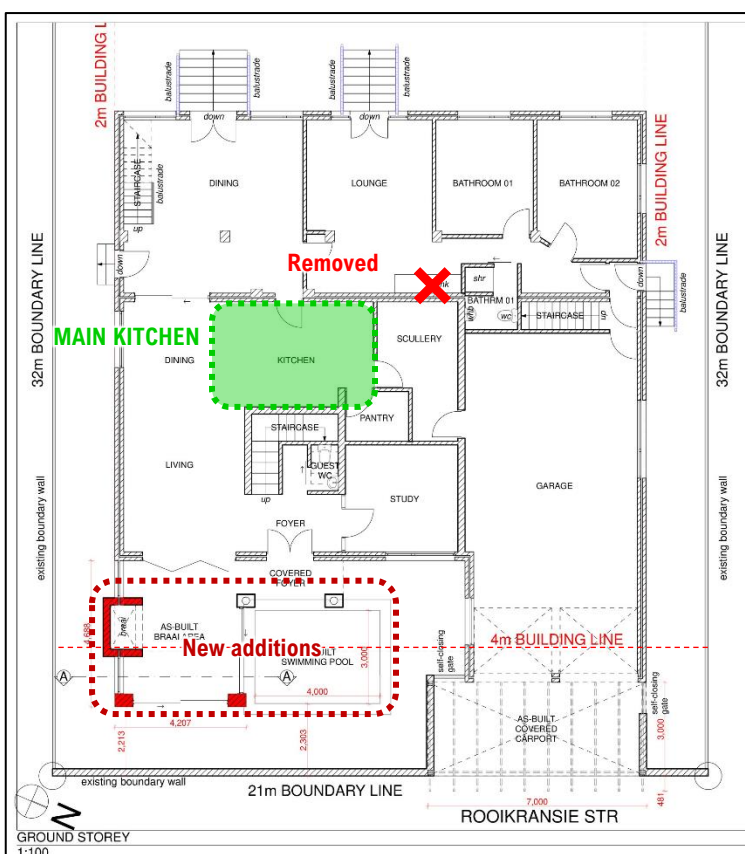 2m BUILDING L
balustrade
balustrade
balustrade
balustrade
down
down
STAIRCASE
balustrade
up
DINING
LOUNGE
BATHROOM 01
BATHROOM 02
2m BUILDING LINE
32m BOUNDARY LINE
32m BOUNDARY LINE
down
Removed
shr
down
balustrade
MAIN KITCHEN
DINING
KITCHEN
SCULLERY
BATHRM 01
whb
wc
STAIRCASE
up
PANTRY
STAIRCASE
LIVING
GUEST
WC
STUDY
GARAGE
up
FOYER
existing boundary wall
existing boundary wall
COVERED
FOYER
4,688
braai
AS-BUILT
BRAAI AREA
New additions
SWIMMING POOL
3,000
4,000
4m BUILDING LINE
self-closing
gate
self-closing
gate
A
A
4,207
2,213
2,303
AS-BUILT
COVERED
CARPORT
3,000
481
existing boundary wall
21m BOUNDARY LINE
7,000
ROOIKRANSIE STR
N
GROUND STOREY
1:100